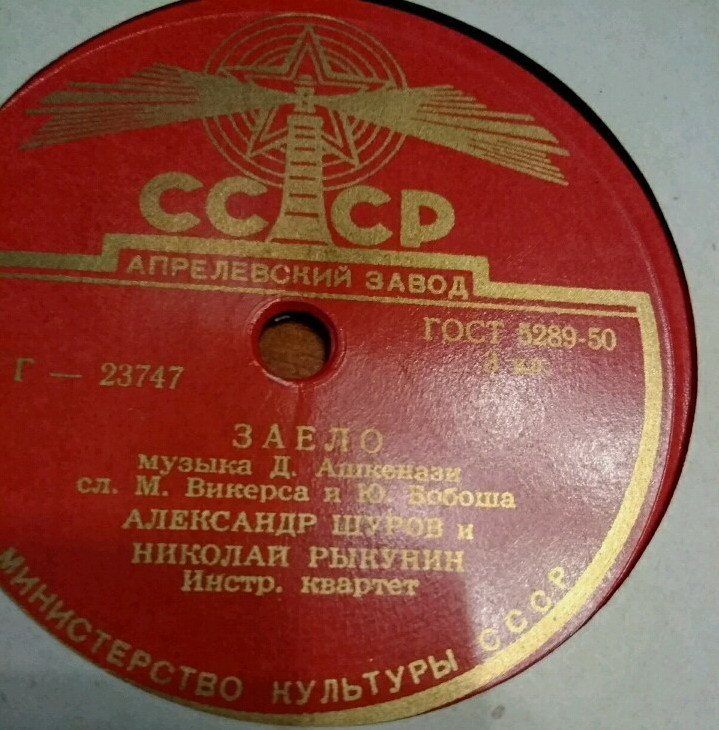 СССР
АПРЕЛЕВСКИЙ ЗАВОД
ГОСТ 5289-50
Г — 23747
ЗАЕЛО
музыка Д. Ашкенази
сл. М. Викерса и Ю. Бобоша
АЛЕКСАНДР ШУРОВ и
НИКОЛАЙ РЫКУНИН
Инстр. квартет
МИНИСТЕРСТВО КУЛЬТУРЫ СССР